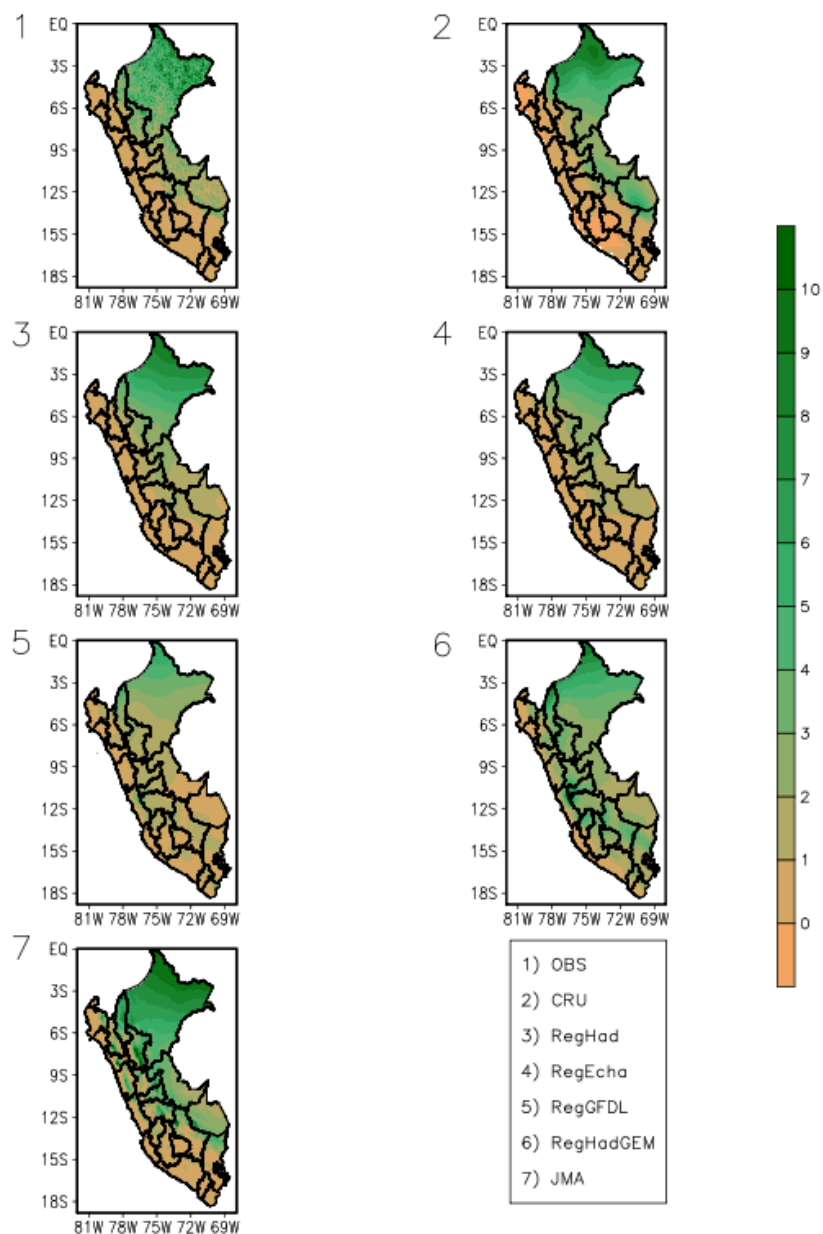 1
EQ
3S
6S
9S
12S
15S
18S
81W 78W 75W 72W 69W
2
EQ
3S
6S
9S
12S
15S
18S
81W 78W 75W 72W 69W
3
EQ
3S
6S
9S
12S
15S
18S
81W 78W 75W 72W 69W
4
EQ
3S
6S
9S
12S
15S
18S
81W 78W 75W 72W 69W
5
EQ
3S
6S
9S
12S
15S
18S
81W 78W 75W 72W 69W
6
EQ
3S
6S
9S
12S
15S
18S
81W 78W 75W 72W 69W
7
EQ
3S
6S
9S
12S
15S
18S
81W 78W 75W 72W 69W
1) OBS
2) CRU
3) RegHad
4) RegEcha
5) RegGFDL
6) RegHadGEM
7) JMA
10
9
8
7
6
5
4
3
2
1
0